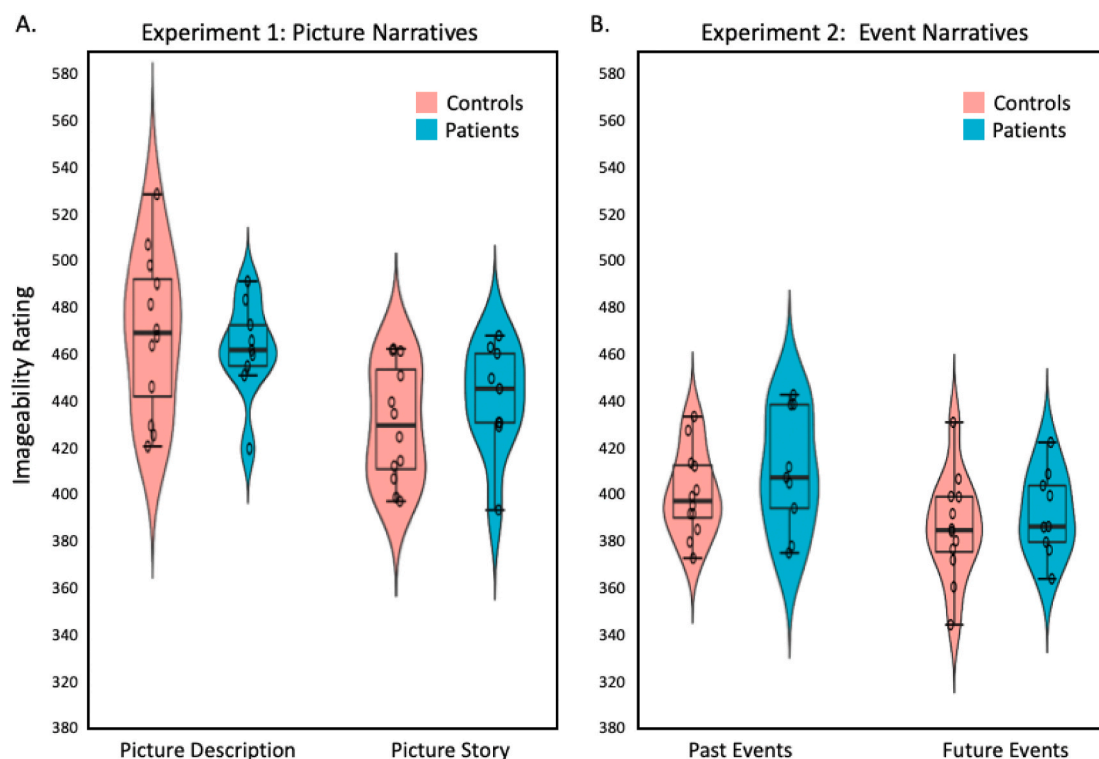 A.
Experiment 1: Picture Narratives
580
560
540
520
500
480
460
440
420
400
380
360
340
320
380
Imageability Rating
Controls
Patients
Picture Description
Picture Story
B.
Experiment 2: Event Narratives
580
560
540
520
500
480
460
440
420
400
380
360
340
320
380
Controls
Patients
Past Events
Future Events